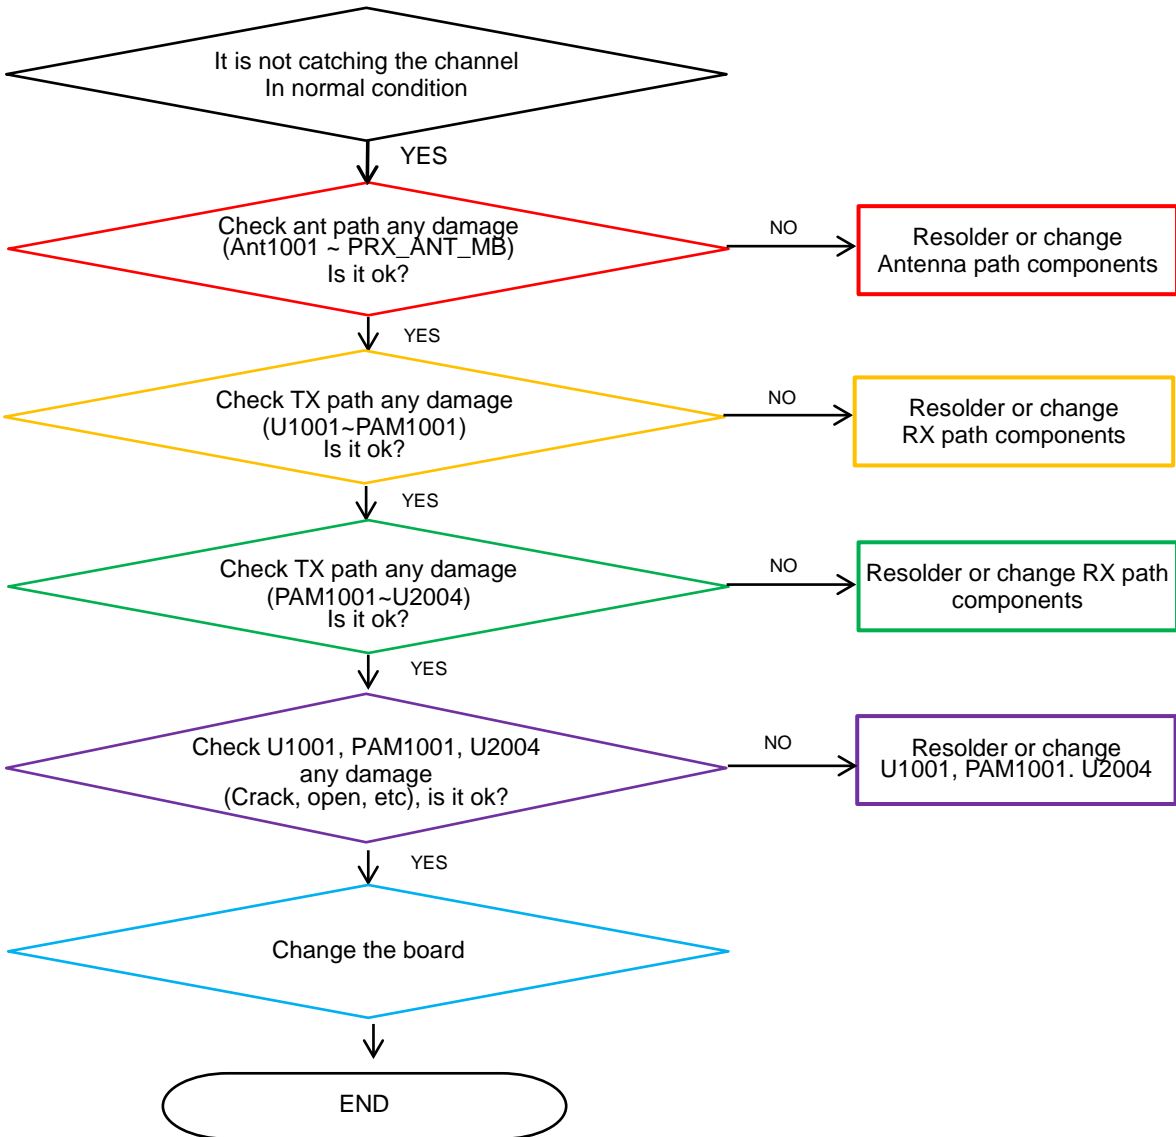 It is not catching the channel
In normal condition
YES
Check ant path any damage
(Ant1001 ~ PRX_ANT_MB)
Is it ok?
NO
Resolder or change
Antenna path components
YES
Check TX path any damage
(U1001~PAM1001)
Is it ok?
NO
Resolder or change
RX path components
YES
Check TX path any damage
(PAM1001~U2004)
Is it ok?
NO
Resolder or change RX path
components
YES
Check U1001, PAM1001, U2004
any damage
(Crack, open, etc), is it ok?
NO
Resolder or change
U1001, PAM1001. U2004
YES
Change the board
END